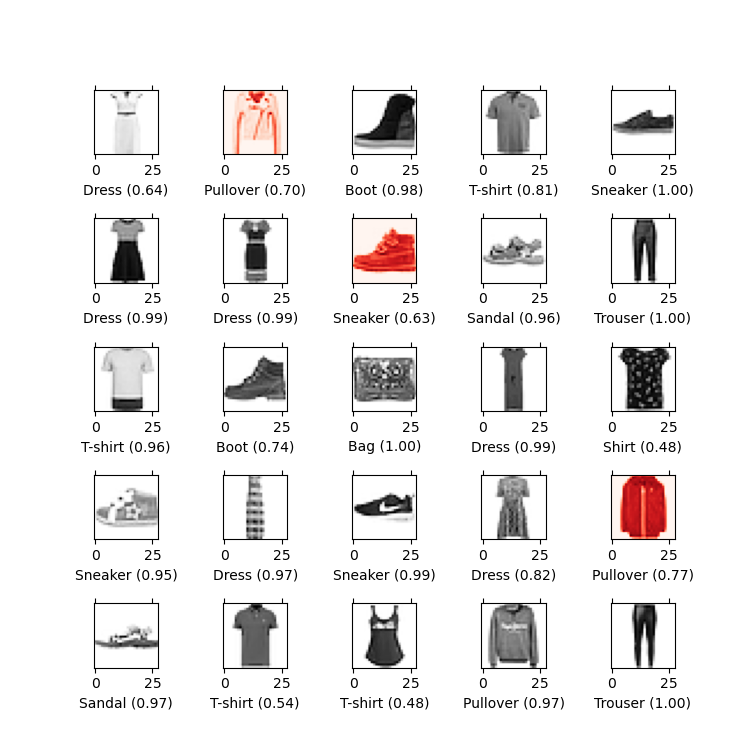 0 25 0 25 0 25 0 25 0 25
Dress (0.64) Pullover (0.70) Boot (0.98) T-shirt (0.81) Sneaker (1.00)
0 25 0 25 0 25 0 25 0 25
Dress (0.99) Dress (0.99) Sneaker (0.63) Sandal (0.96) Trouser (1.00)
0 25 0 25 0 25 0 25 0 25
T-shirt (0.96) Boot (0.74) Bag (1.00) Dress (0.99) Shirt (0.48)
0 25 0 25 0 25 0 25 0 25
Sneaker (0.95) Dress (0.97) Sneaker (0.99) Dress (0.82) Pullover (0.77)
0 25 0 25 0 25 0 25 0 25
Sandal (0.97) T-shirt (0.54) T-shirt (0.48) Pullover (0.97) Trouser (1.00)